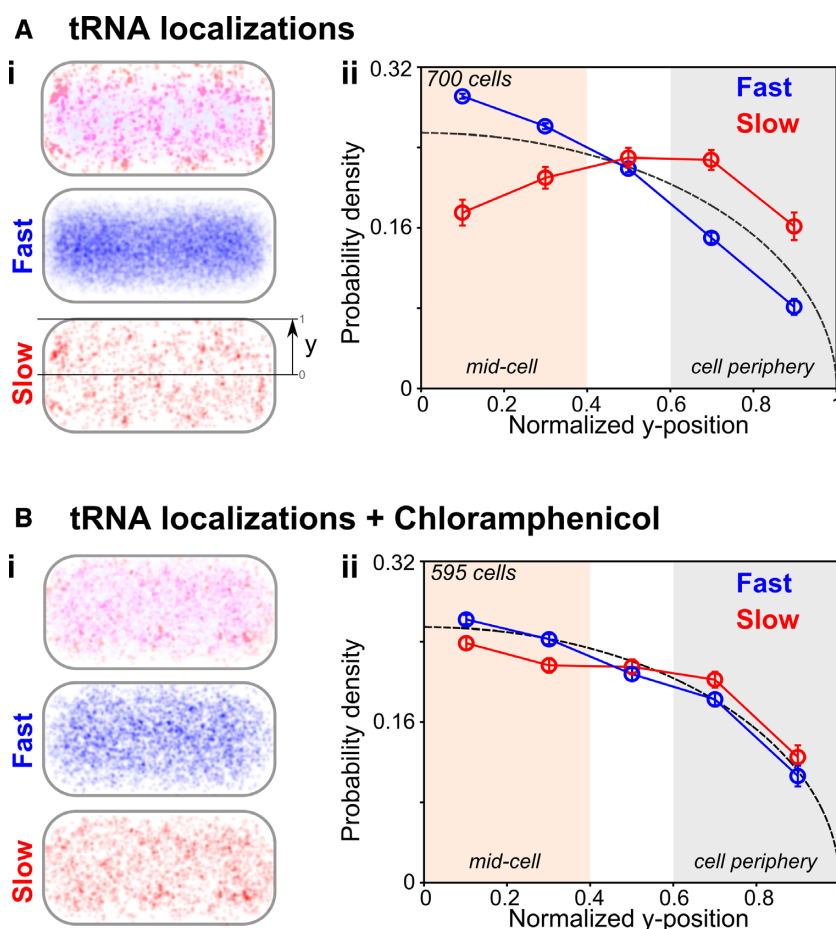 A tRNA localizations
i
Fast
Slow
1
0
y
ii
0.32
0.16
0
Probability density
700 cells
Fast
Slow
mid-cell
cell periphery
0 0.2 0.4 0.6 0.8 1
Normalized y-position
B tRNA localizations + Chloramphenicol
i
Fast
Slow
ii
0.32
0.16
0
Probability density
595 cells
Fast
Slow
mid-cell
cell periphery
0 0.2 0.4 0.6 0.8
Normalized y-position